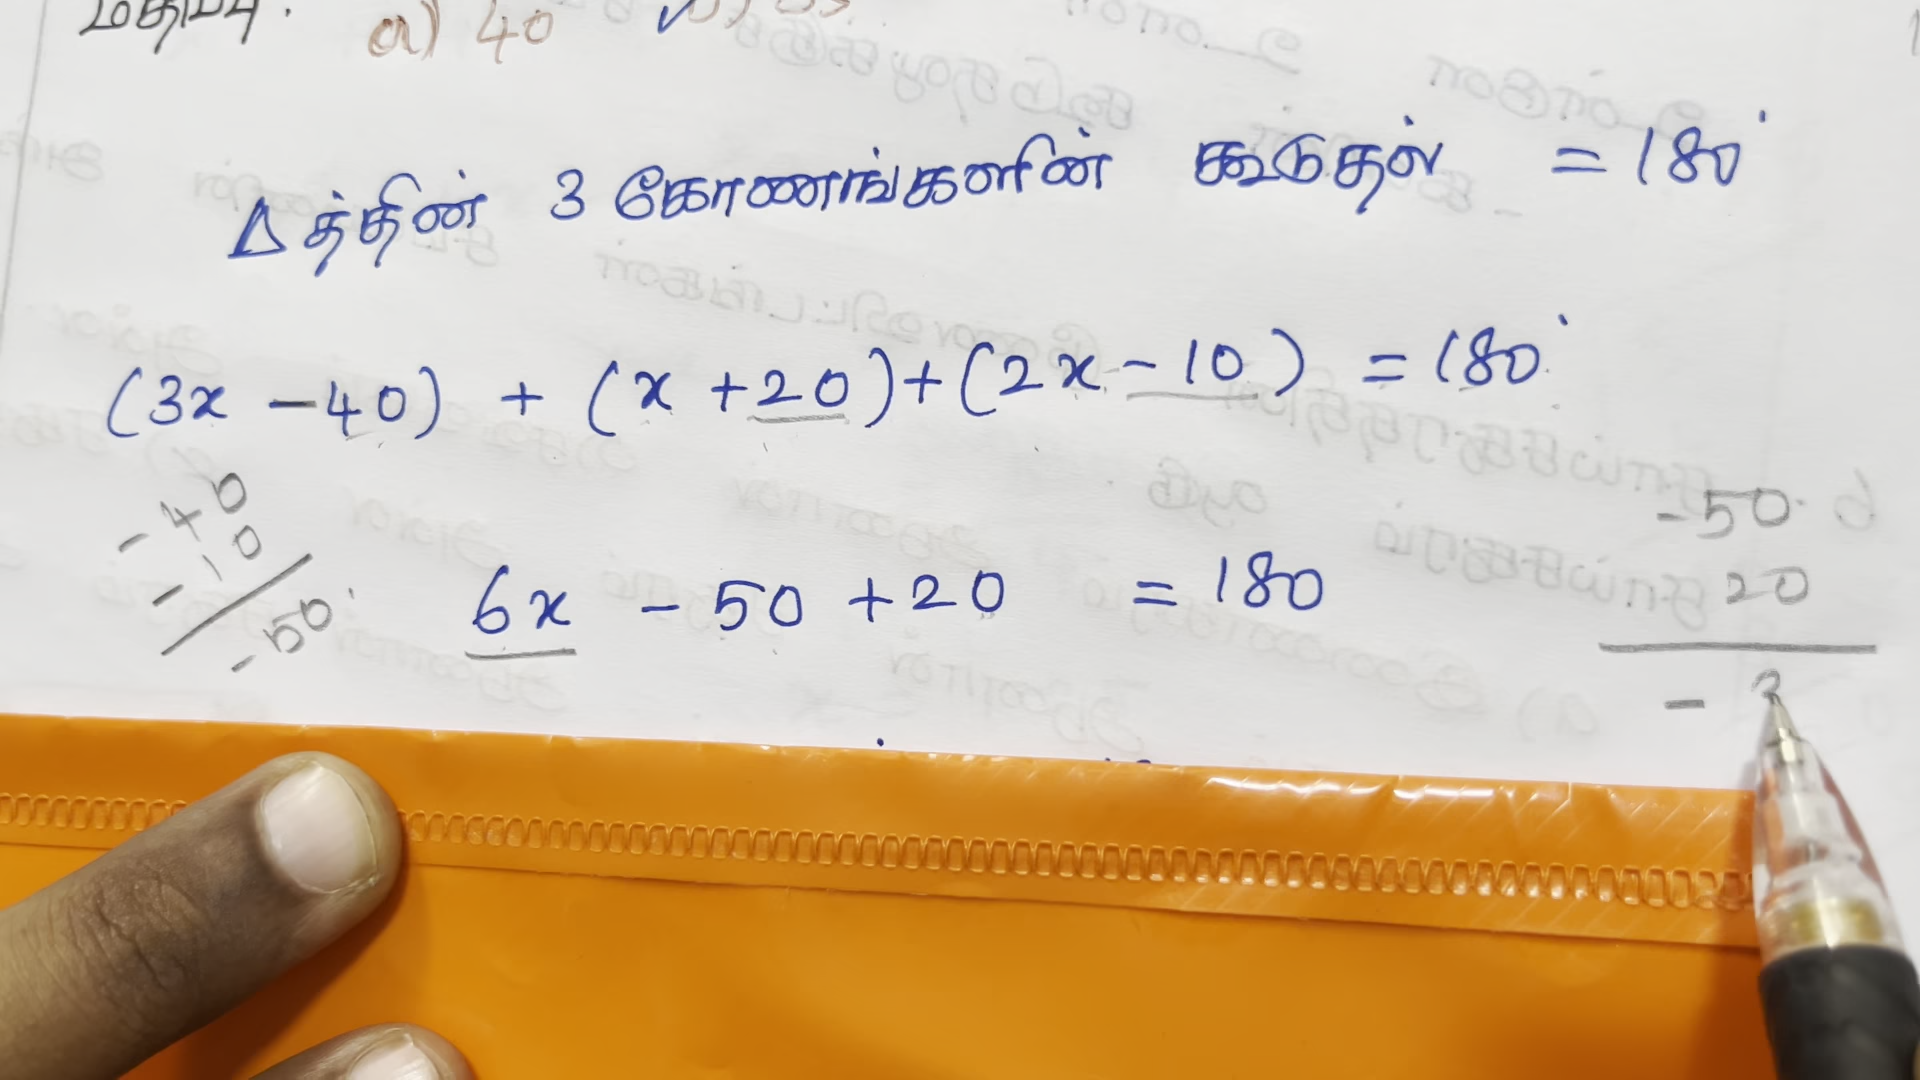 a) 40
Δத்தின் 3 கோணங்களின் கூடுதல் = 180°
(3x - 40) + (x + 20) + (2x - 10) = 180°
- 40
- 10
- 50
6x - 50 + 20 = 180
- 50
20
- 3